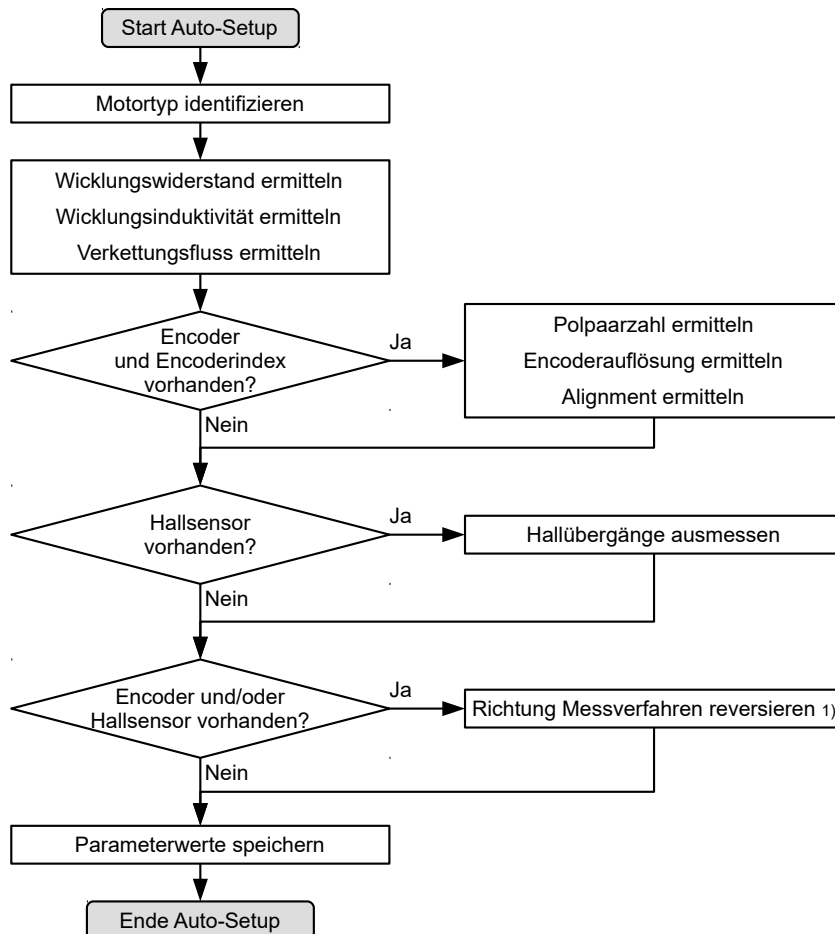 Start Auto-Setup
Motortyp identifizieren
Wicklungswiderstand ermitteln
Wicklungsinduktivität ermitteln
Verkettungsfluss ermitteln
Encoder
und Encoderindex
vorhanden?
Ja
Polpaarzahl ermitteln
Encoderauflösung ermitteln
Alignment ermitteln
Nein
Hallsensor
vorhanden?
Ja
Hallübergänge ausmessen
Nein
Encoder und/oder
Hallsensor vorhanden?
Ja
Richtung Messverfahren reversieren 1)
Nein
Parameterwerte speichern
Ende Auto-Setup